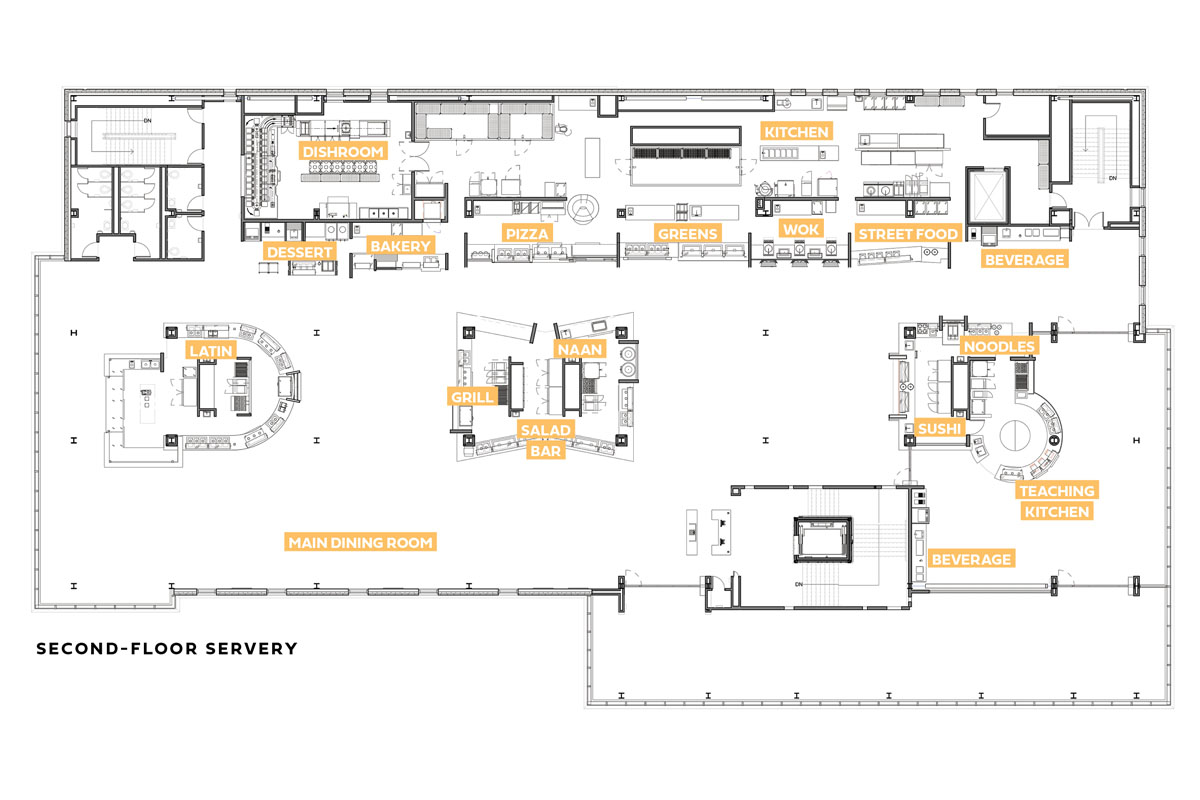 DN
KITCHEN
DISHROOM
DN
PIZZA
GREENS
WOK
STREET FOOD
DESSERT
BAKERY
BEVERAGE
LATIN
NAAN
NOODLES
GRILL
SALAD
BAR
SUSHI
TEACHING
KITCHEN
MAIN DINING ROOM
BEVERAGE
DN
SECOND-FLOOR SERVERY